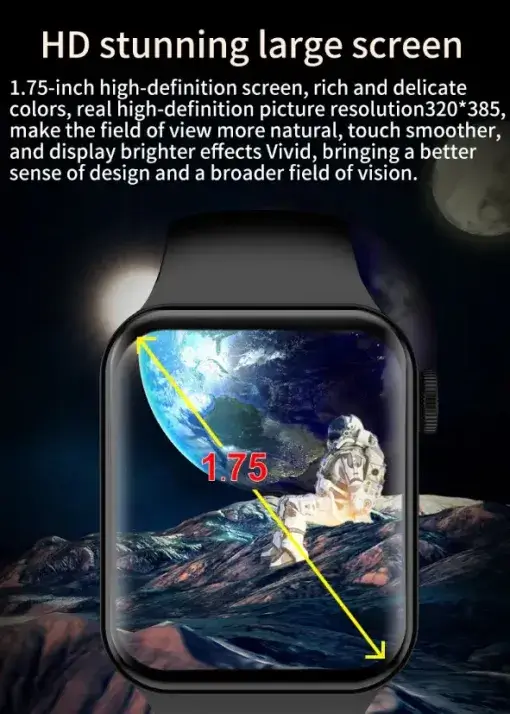 HD stunning large screen
1.75-inch high-definition screen, rich and delicate
colors, real high-definition picture resolution320*385,
make the field of view more natural, touch smoother,
and display brighter effects Vivid, bringing a better
sense of design and a broader field of vision.
1.75